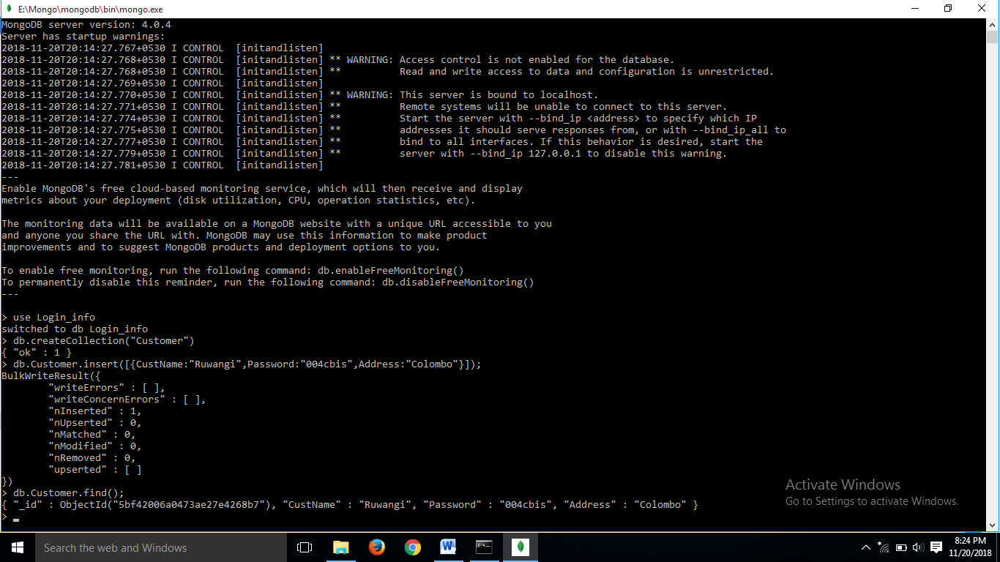 E:\Mongo\mongodb\bin\mongo.exe
MongoDB server version: 4.0.4
Server has startup warnings:
2018-11-20T20:14:27.767+0530 I CONTROL  [initandlisten]
2018-11-20T20:14:27.768+0530 I CONTROL  [initandlisten] ** WARNING: Access control is not enabled for the database.
2018-11-20T20:14:27.768+0530 I CONTROL  [initandlisten] **          Read and write access to data and configuration is unrestricted.
2018-11-20T20:14:27.769+0530 I CONTROL  [initandlisten]
2018-11-20T20:14:27.770+0530 I CONTROL  [initandlisten] ** WARNING: This server is bound to localhost.
2018-11-20T20:14:27.771+0530 I CONTROL  [initandlisten] **          Remote systems will be unable to connect to this server.
2018-11-20T20:14:27.774+0530 I CONTROL  [initandlisten] **          Start the server with --bind_ip <address> to specify which IP
2018-11-20T20:14:27.775+0530 I CONTROL  [initandlisten] **          addresses it should serve responses from, or with --bind_ip_all to
2018-11-20T20:14:27.777+0530 I CONTROL  [initandlisten] **          bind to all interfaces. If this behavior is desired, start the
2018-11-20T20:14:27.779+0530 I CONTROL  [initandlisten] **          server with --bind_ip 127.0.0.1 to disable this warning.
2018-11-20T20:14:27.781+0530 I CONTROL  [initandlisten]
---
Enable MongoDB's free cloud-based monitoring service, which will then receive and display
metrics about your deployment (disk utilization, CPU, operation statistics, etc).
The monitoring data will be available on a MongoDB website with a unique URL accessible to you
and anyone you share the URL with. MongoDB may use this information to make product
improvements and to suggest MongoDB products and deployment options to you.
To enable free monitoring, run the following command: db.enableFreeMonitoring()
To permanently disable this reminder, run the following command: db.disableFreeMonitoring()
---
> use Login_info
switched to db Login_info
> db.createCollection("Customer")
{ "ok" : 1 }
> db.Customer.insert([{CustName:"Ruwangi",Password:"004cbis",Address:"Colombo"}]);
BulkWriteResult({
        "writeErrors" : [ ],
        "writeConcernErrors" : [ ],
        "nInserted" : 1,
        "nUpserted" : 0,
        "nMatched" : 0,
        "nModified" : 0,
        "nRemoved" : 0,
        "upserted" : [ ]
})
> db.Customer.find();
{ "_id" : ObjectId("5bf42006a0473ae27e4268b7"), "CustName" : "Ruwangi", "Password" : "004cbis", "Address" : "Colombo" }
> _
Activate Windows
Go to Settings to activate Windows.
Search the web and Windows
8:24 PM
11/20/2018